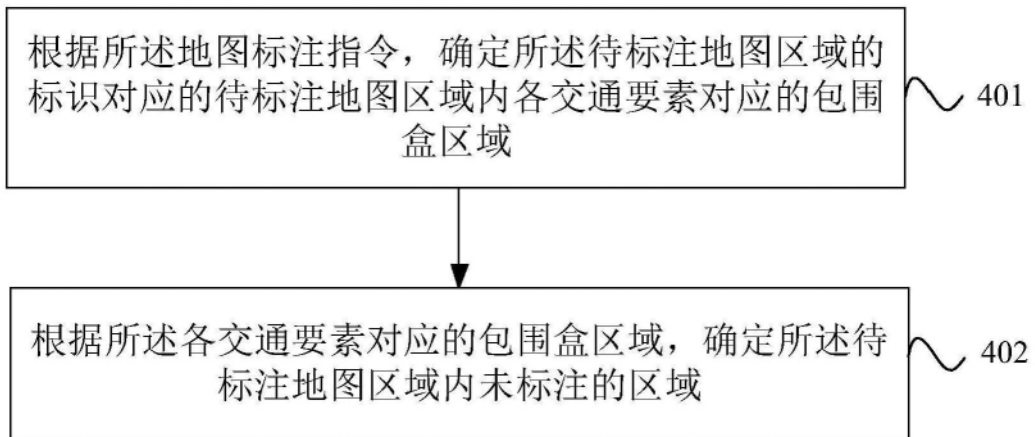 根据所述地图标注指令，确定所述待标注地图区域的
标识对应的待标注地图区域内各交通要素对应的包围
盒区域
401
根据所述各交通要素对应的包围盒区域，确定所述待
标注地图区域内未标注的区域
402